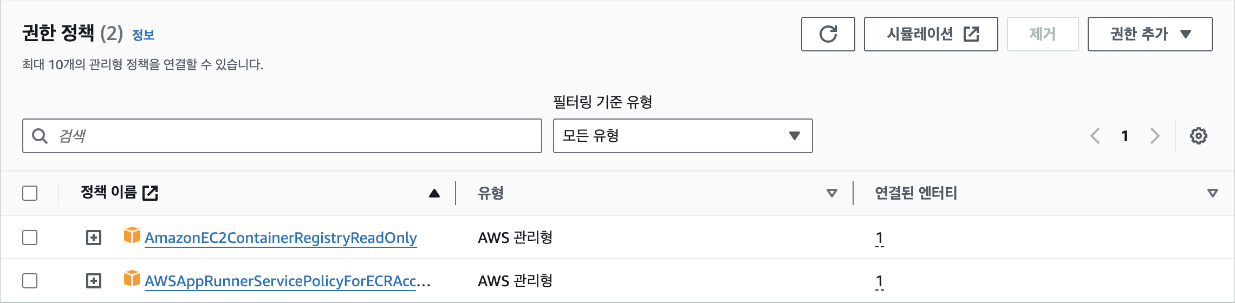 권한 정책 (2) 정보
시뮬레이션
제거
권한 추가
최대 10개의 관리형 정책을 연결할 수 있습니다.
필터링 기준 유형
검색
모든 유형
1
정책 이름
유형
연결된 엔터티
AmazonEC2ContainerRegistryReadOnly
AWS 관리형
1
AWSAppRunnerServicePolicyForECRAcc...
AWS 관리형
1